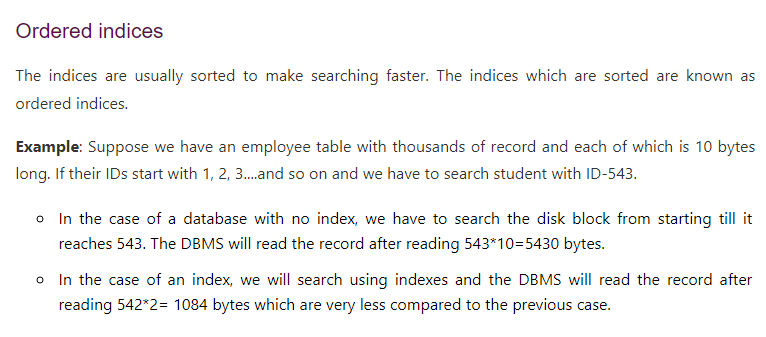 Ordered indices
The indices are usually sorted to make searching faster. The indices which are sorted are known as
ordered indices.
Example: Suppose we have an employee table with thousands of record and each of which is 10 bytes
long. If their IDs start with 1, 2, 3....and so on and we have to search student with ID-543.
o In the case of a database with no index, we have to search the disk block from starting till it
reaches 543. The DBMS will read the record after reading 543*10=5430 bytes.
o In the case of an index, we will search using indexes and the DBMS will read the record after
reading 542*2= 1084 bytes which are very less compared to the previous case.